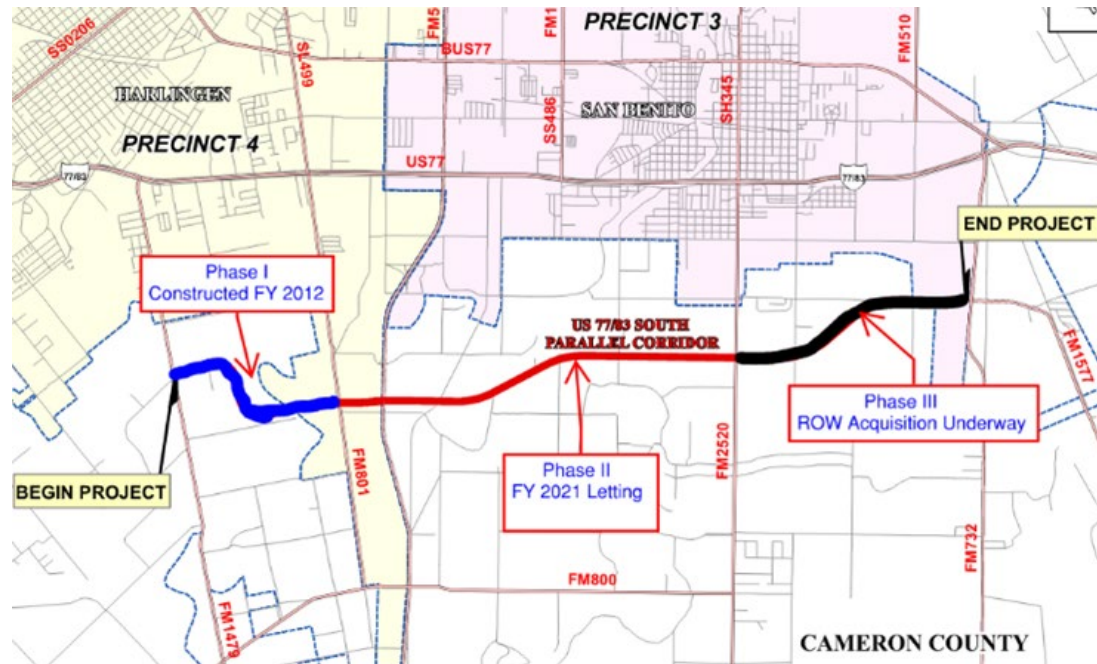 PRECINCT 3
SS0206
SL499
FM5
BUS77
FM1
FM510
HARLINGEN
SAN BENITO
SH345
SS486
PRECINCT 4
US77
77/83
77/83
END PROJECT
Phase I
Constructed FY 2012
US 77/83 SOUTH
PARALLEL CORRIDOR
FM1577
Phase III
ROW Acquisition Underway
BEGIN PROJECT
Phase II
FY 2021 Letting
FM801
FM2520
FM732
FM800
FM1479
CAMERON COUNTY